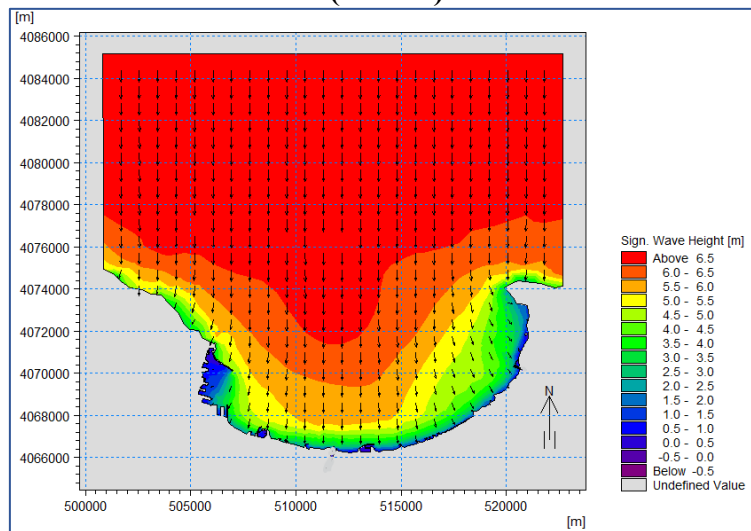 [m]
4086000
4084000
4082000
4080000
4078000
4076000
4074000
4072000
4070000
4068000
4066000
500000 505000 510000 515000 520000
[m]
N
Sign. Wave Height [m]
Above 6.5
6.0 - 6.5
5.5 - 6.0
5.0 - 5.5
4.5 - 5.0
4.0 - 4.5
3.5 - 4.0
3.0 - 3.5
2.5 - 3.0
2.0 - 2.5
1.5 - 2.0
1.0 - 1.5
0.5 - 1.0
0.0 - 0.5
-0.5 - 0.0
Below -0.5
Undefined Value